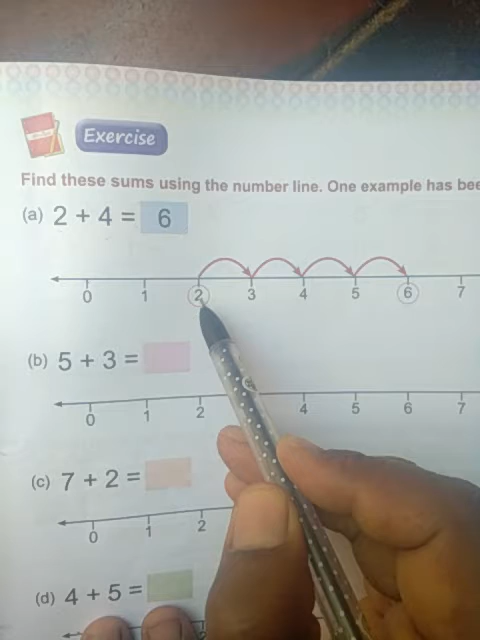 Exercise
Find these sums using the number line. One example has
(a) 2 + 4 = 6
0 1 2 3 4 5 6 7
(b) 5 + 3 =
0 1 2 4 5 6 7
(c) 7 + 2 =
0 1 2
(d) 4 + 5 =